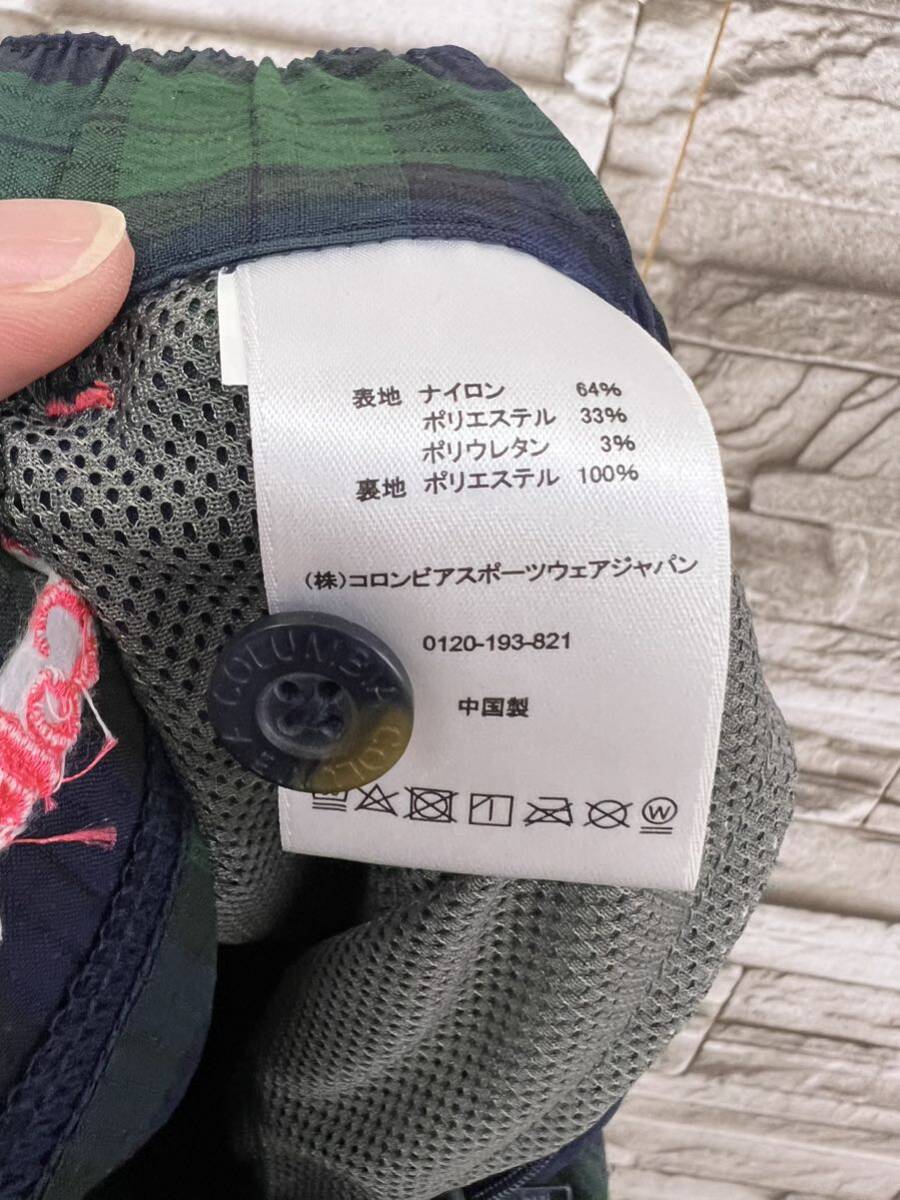 表地 ナイロン 64%
ポリエステル 33%
ポリウレタン 3%
裏地 ポリエステル 100%
(株)コロンビアスポーツウェアジャパン
0120-193-821
COLUMBIA
中国製
W